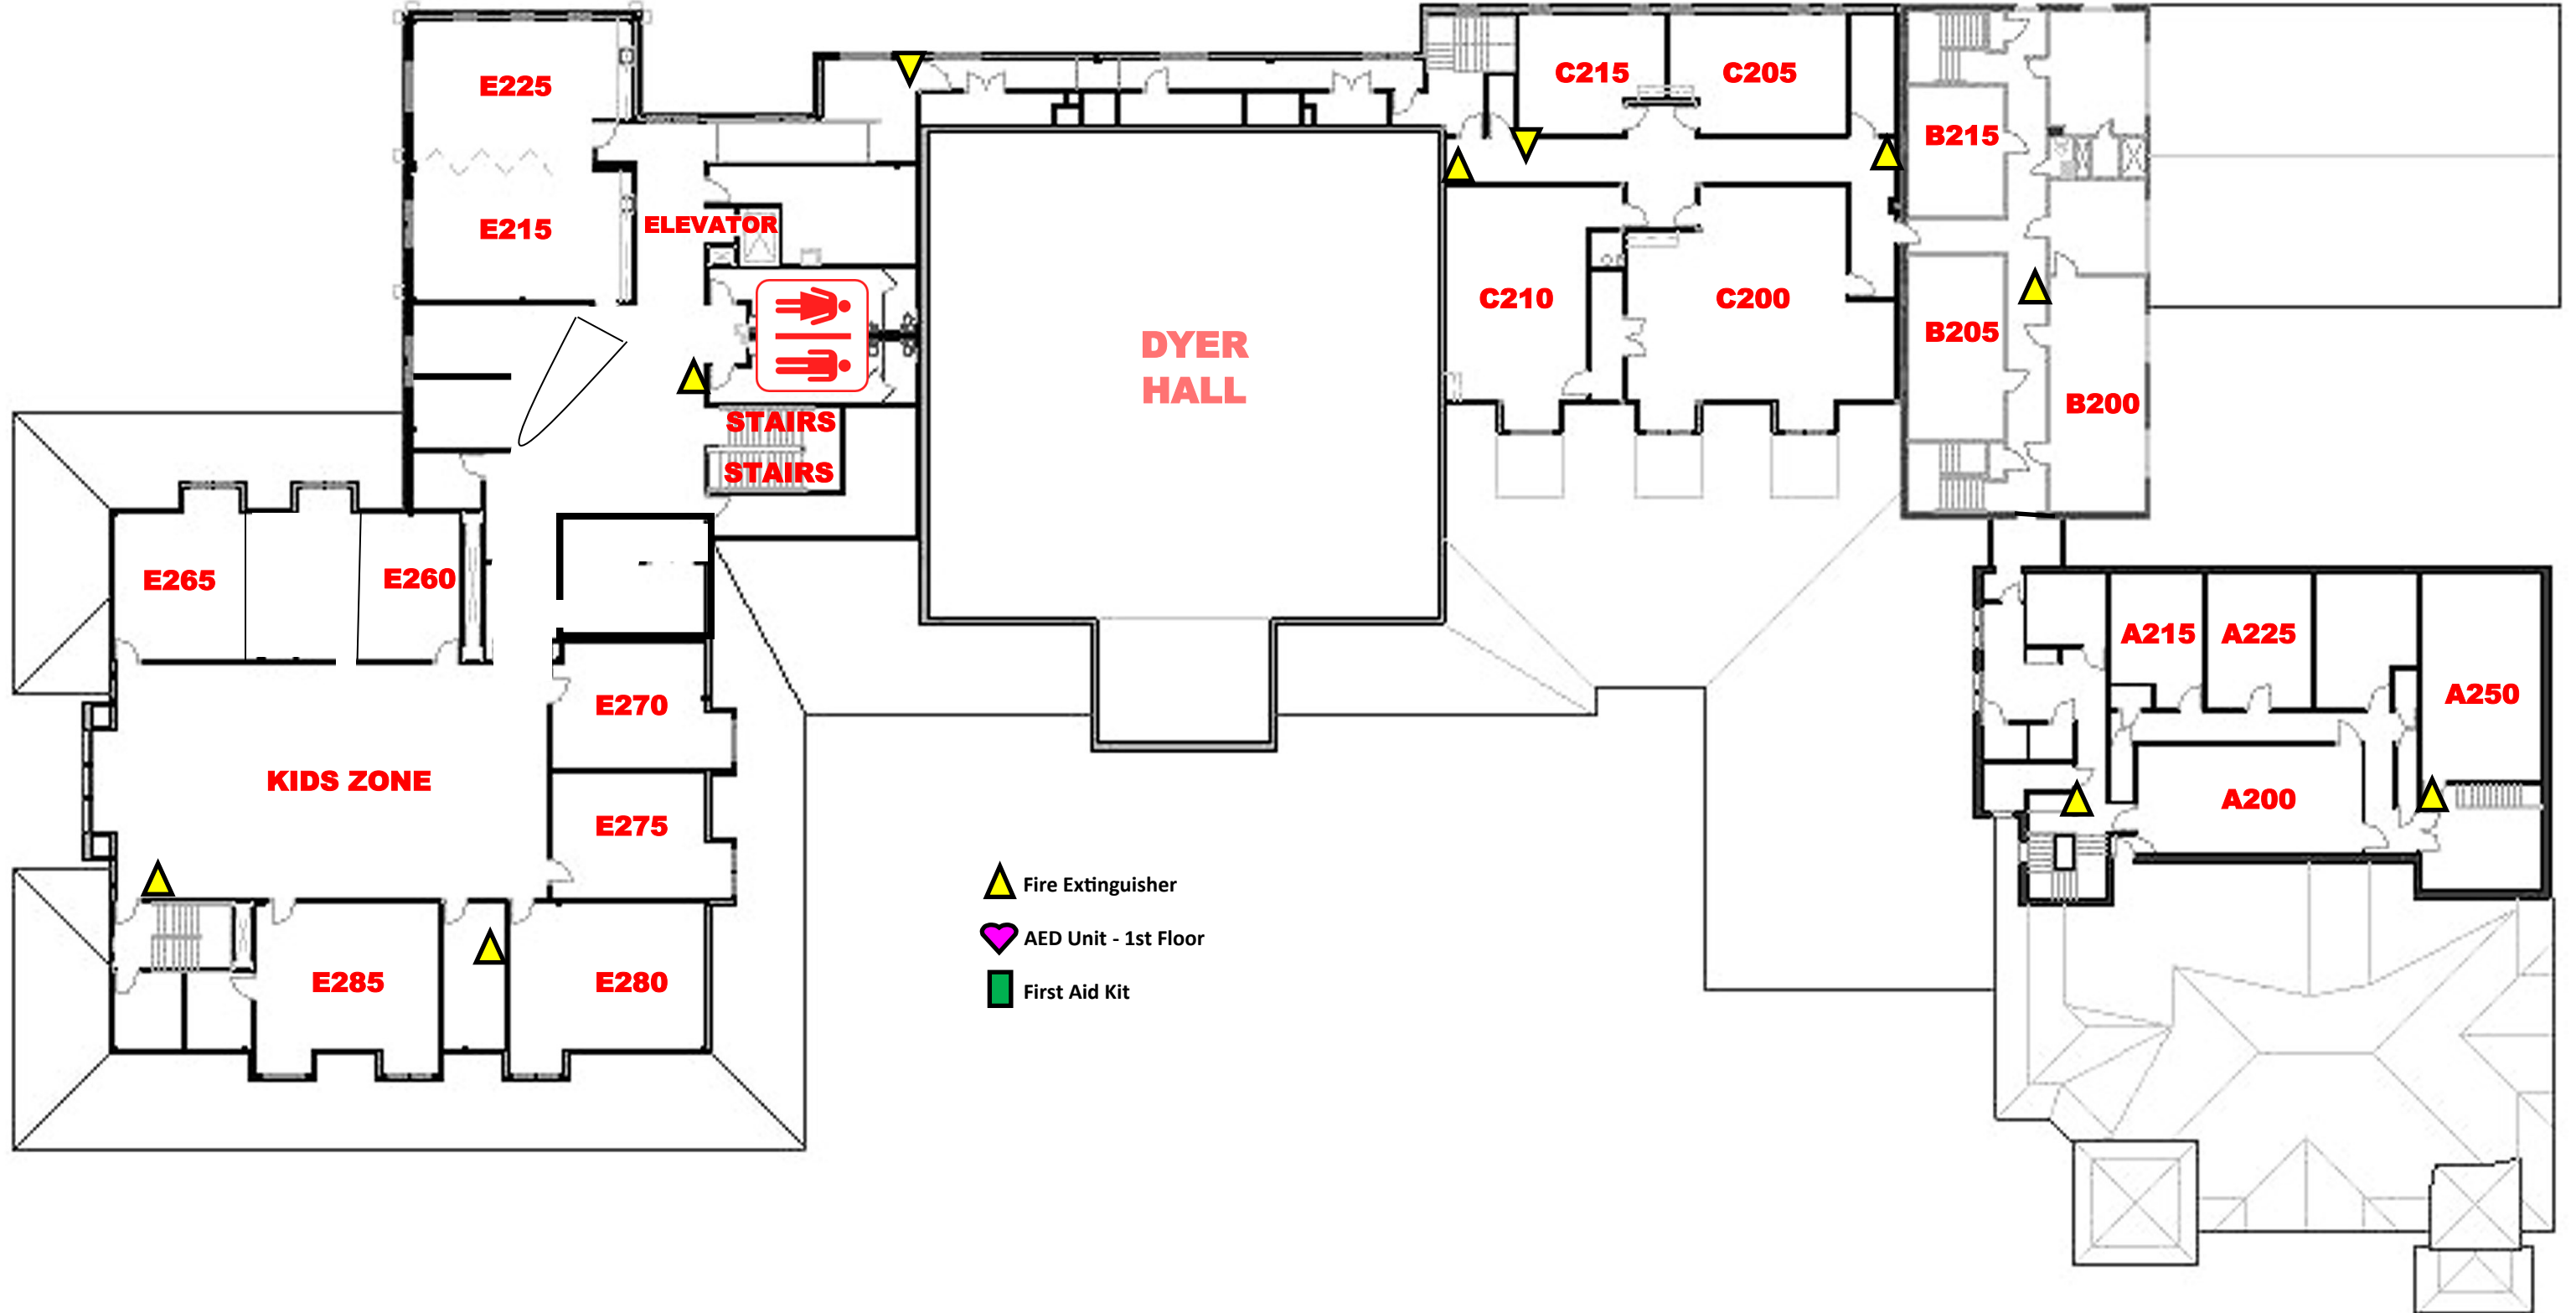 E225
C215
C205
B215
E215
ELEVATOR
C210
C200
B205
DYER
HALL
B200
STAIRS
STAIRS
E265
E260
A215
A225
E270
A250
KIDS ZONE
E275
A200
Fire Extinguisher
AED Unit - 1st Floor
E285
E280
First Aid Kit